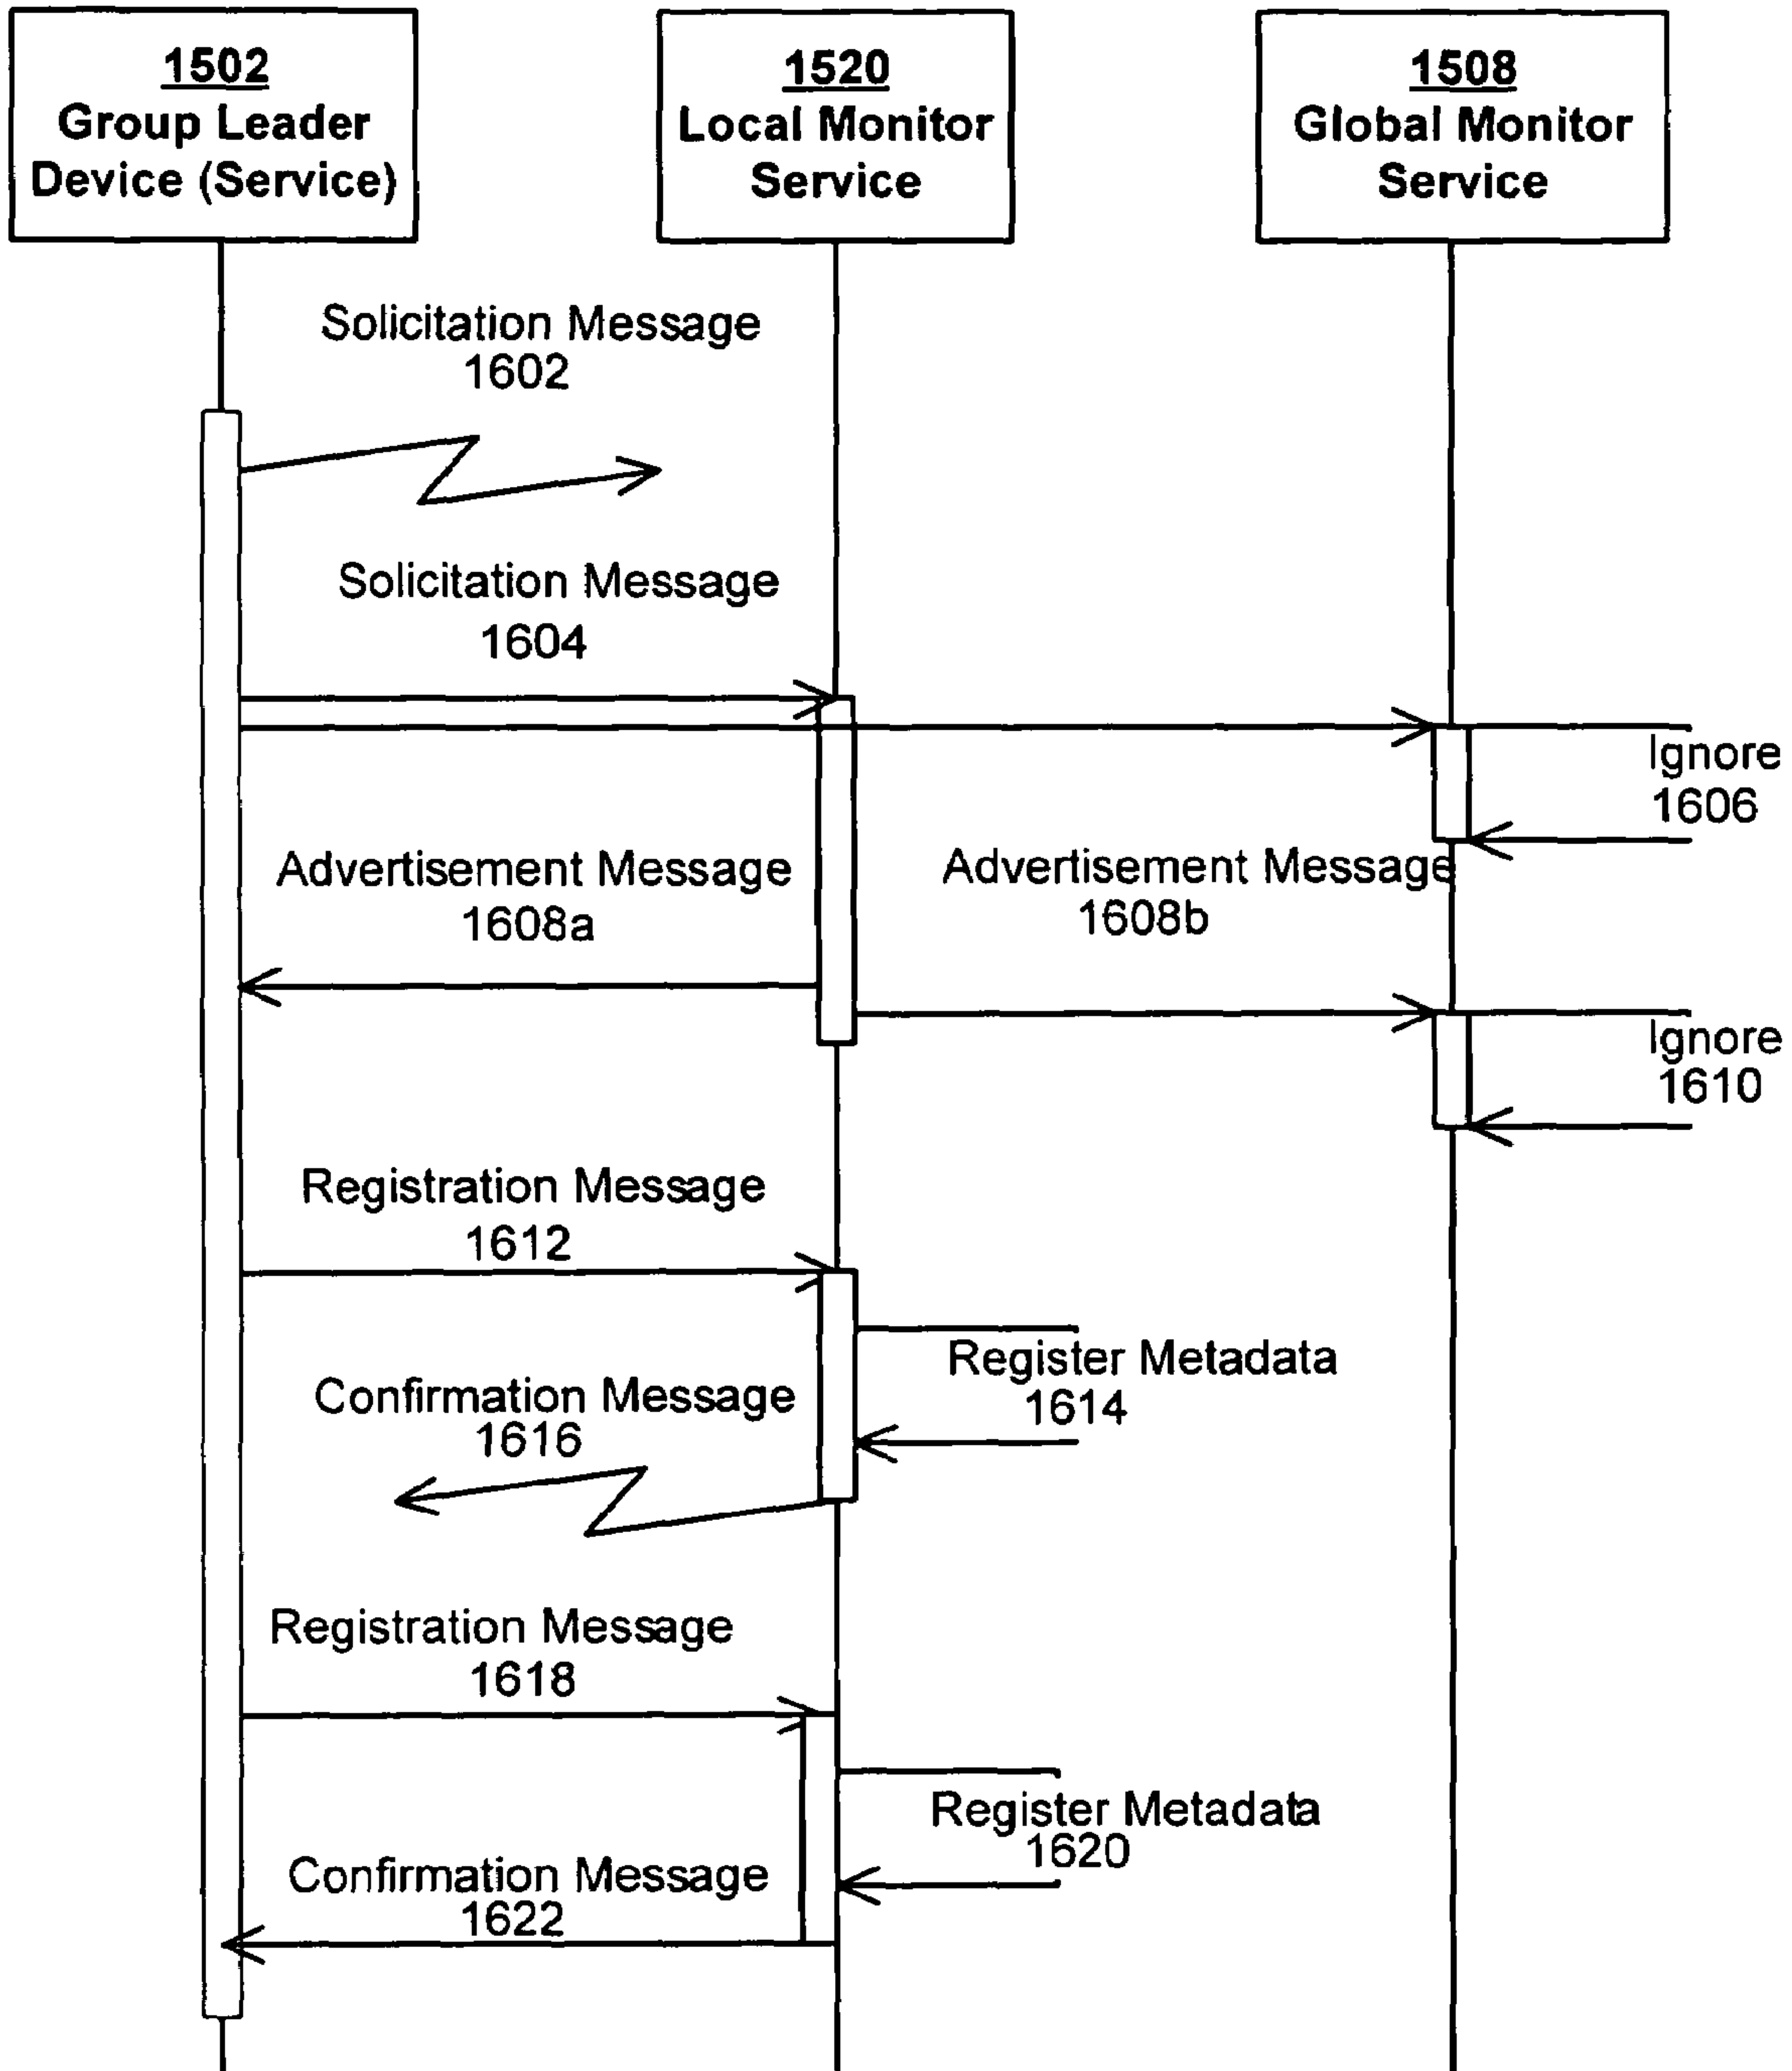 1502
Group Leader
Device (Service)
1520
Local Monitor
Service
1508
Global Monitor
Service
Solicitation Message
1602
Solicitation Message
1604
Ignore
1606
Advertisement Message
1608a
Advertisement Message
1608b
Ignore
1610
Registration Message
1612
Register Metadata
1614
Confirmation Message
1616
Registration Message
1618
Register Metadata
1620
Confirmation Message
1622